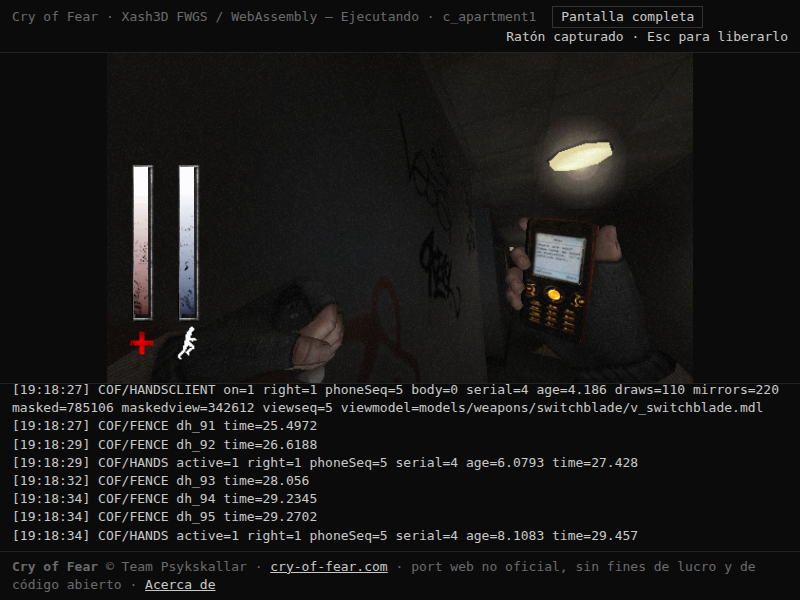 Cry of Fear · Xash3D FWGS / WebAssembly — Ejecutando · c_apartment1
Pantalla completa
Ratón capturado · Esc para liberarlo
[19:18:27] COF/HANDSCLIENT on=1 right=1 phoneSeq=5 body=0 serial=4 age=4.186 draws=110 mirrors=220
masked=785106 maskedview=342612 viewseq=5 viewmodel=models/weapons/switchblade/v_switchblade.mdl
[19:18:27] COF/FENCE dh_91 time=25.4972
[19:18:29] COF/FENCE dh_92 time=26.6188
[19:18:29] COF/HANDS active=1 right=1 phoneSeq=5 serial=4 age=6.0793 time=27.428
[19:18:32] COF/FENCE dh_93 time=28.056
[19:18:34] COF/FENCE dh_94 time=29.2345
[19:18:34] COF/FENCE dh_95 time=29.2702
[19:18:34] COF/HANDS active=1 right=1 phoneSeq=5 serial=4 age=8.1083 time=29.457
Cry of Fear © Team Psykskallar · cry-of-fear.com · port web no oficial, sin fines de lucro y de
código abierto · Acerca de